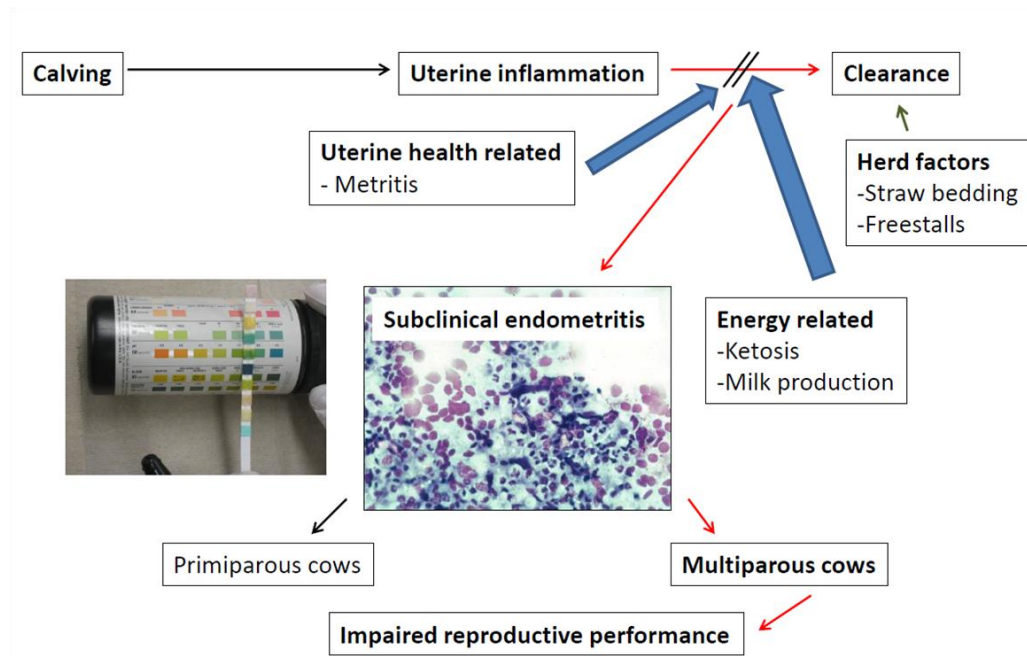 Calving
Uterine inflammation
Clearance
Uterine health related
- Metritis
Herd factors
-Straw bedding
-Freestalls
Subclinical endometritis
Energy related
-Ketosis
-Milk production
Primiparous cows
Multiparous cows
Impaired reproductive performance